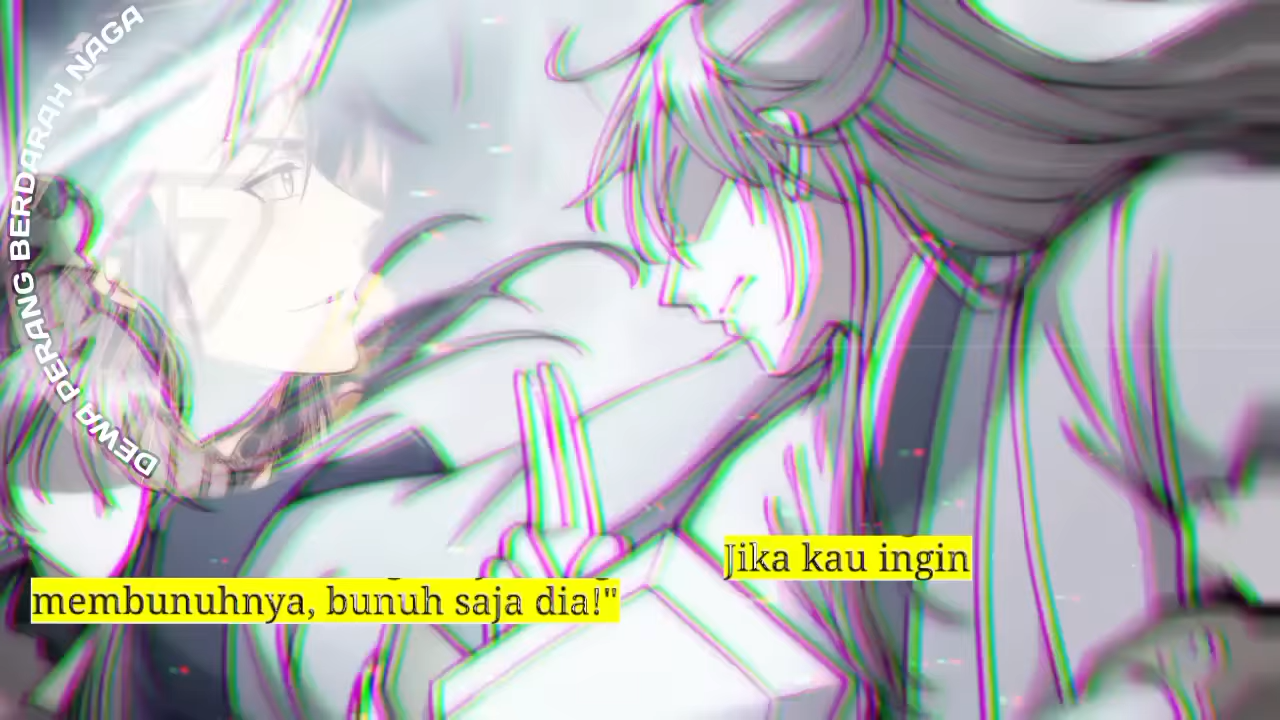 DEWA PERANG BERDARAH NAGA
Jika kau ingin
membunuhnya, bunuh saja dia!"